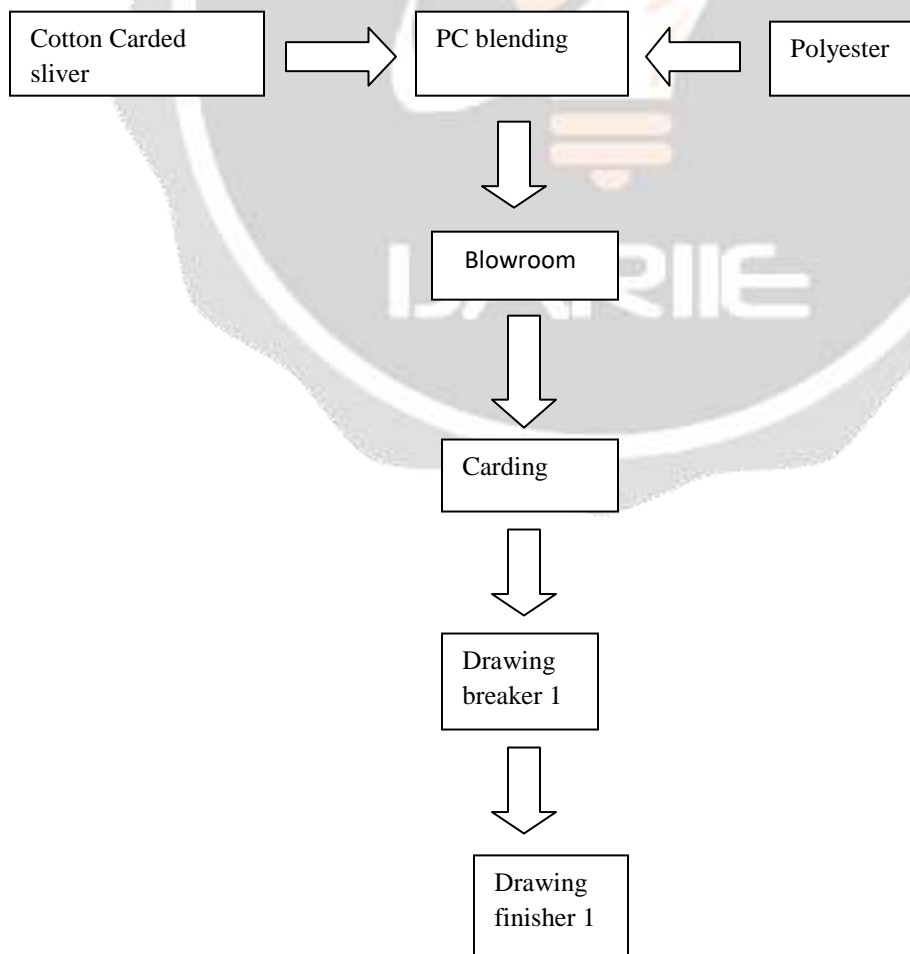 Cotton Carded
sliver
PC blending
Polyester
Blowroom
IJARIIE
Carding
Drawing
breaker 1
Drawing
finisher 1